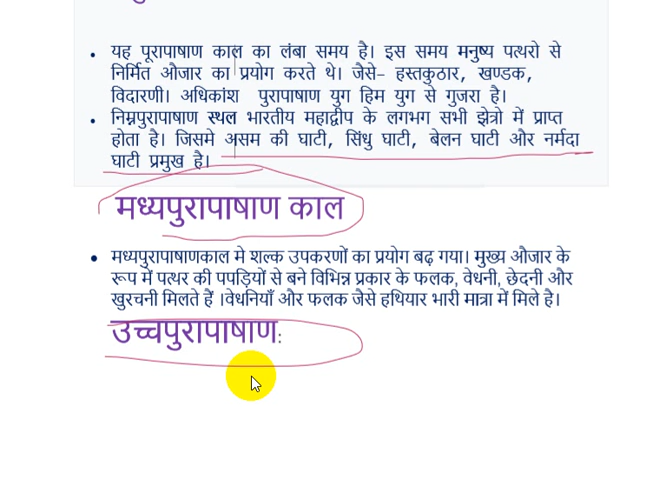 • यह पूरापाषाण काल का लंबा समय है। इस समय मनुष्य पत्थरो से
निर्मित औजार का प्रयोग करते थे। जैसे- हस्तकुठार, खण्डक,
विदारणी। अधिकांश पुरापाषाण युग हिम युग से गुजरा है।
• निम्नपुरापाषाण स्थल भारतीय महाद्वीप के लगभग सभी झेत्रो में प्राप्त
होता है। जिसमे असम की घाटी, सिंधु घाटी, बेलन घाटी और नर्मदा
घाटी प्रमुख है।
मध्यपुरापाषाण काल
• मध्यपुरापाषाणकाल मे शल्क उपकरणों का प्रयोग बढ़ गया। मुख्य औजार के
रूप में पत्थर की पपड़ियों से बने विभिन्न प्रकार के फलक, वेधनी, छेदनी और
खुरचनी मिलते हैं ।वेधनियाँ और फलक जैसे हथियार भारी मात्रा में मिले है।
उच्चपुरापाषाण: